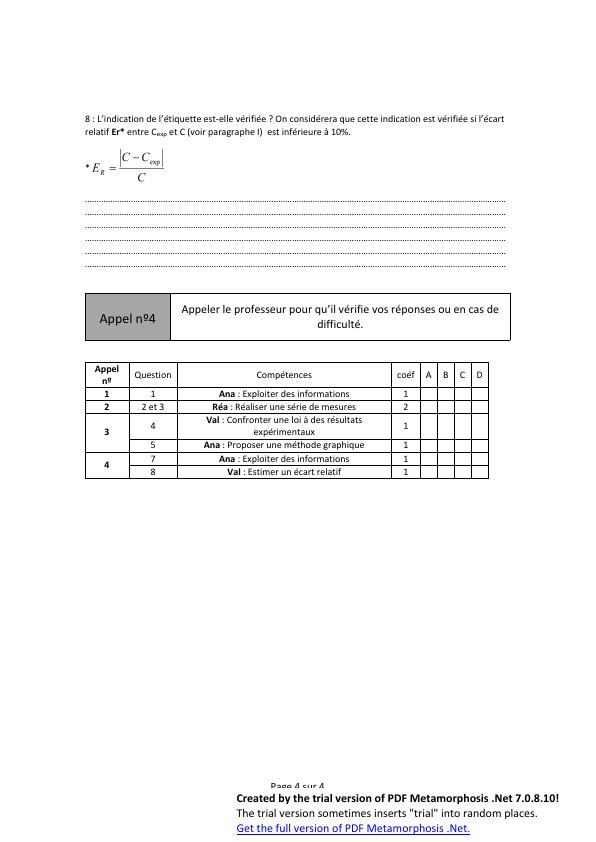 8 : L’indication de l’étiquette est-elle vérifiée ? On considérera que cette indication est vérifiée si l’écart
relatif Er* entre Cexp et C (voir paragraphe I)  est inférieure à 10%.
* E_R = |C − C_exp| / C
Appel nº4
Appeler le professeur pour qu’il vérifie vos réponses ou en cas de
difficulté.
Appel nº Question Compétences coéf A B C D
1 1 Ana : Exploiter des informations 1
2 2 et 3 Réa : Réaliser une série de mesures 2
3 4 Val : Confronter une loi à des résultats
expérimentaux 1
5 Ana : Proposer une méthode graphique 1
4 7 Ana : Exploiter des informations 1
8 Val : Estimer un écart relatif 1
Page 4 sur 4
Created by the trial version of PDF Metamorphosis .Net 7.0.8.10!
The trial version sometimes inserts "trial" into random places.
Get the full version of PDF Metamorphosis .Net.